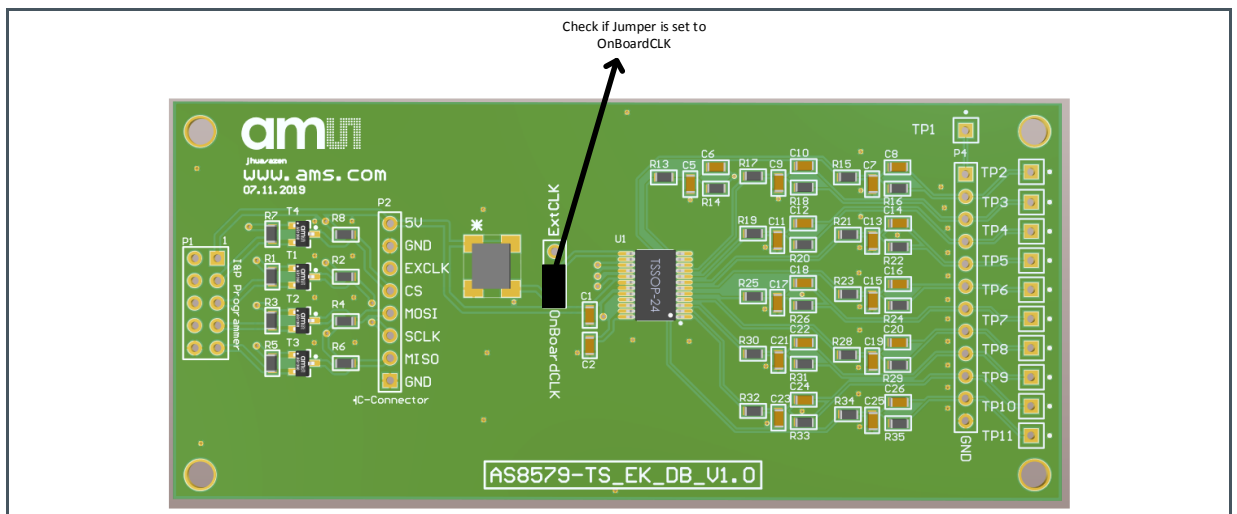 Check if Jumper is set to
OnBoardCLK
am
jhua/azen
www.ams.com
07.11.2019
P1
1
I&P Programmer
R7
T4
R8
R1
T1
R2
R3
T2
R4
R5
T3
R6
P2
5V
GND
EXCLK
CS
MOSI
SCLK
MISO
GND
µC-Connector
*
ExtCLK
OnBoardCLK
C1
C2
U1
TSSOP-24
R13
C5
C6
R14
R17
C9
C10
R18
R15
C7
C8
R16
R19
C11
C12
R20
R21
C13
C14
R22
R25
C17
C18
R26
R23
C15
C16
R24
R30
C21
C22
R31
R28
C19
C20
R29
R32
C23
C24
R33
R34
C25
C26
R35
TP1
P4
TP2
TP3
TP4
TP5
TP6
TP7
TP8
TP9
TP10
TP11
GND
AS8579-TS_EK_DB_V1.0